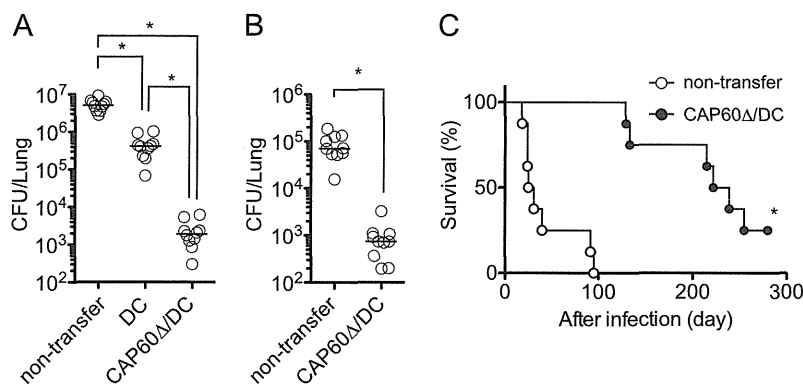 A
*
*
*
CFU/Lung
10^7
10^6
10^5
10^4
10^3
10^2
non-transfer
DC
CAP60Δ/DC
B
*
CFU/Lung
10^6
10^5
10^4
10^3
10^2
non-transfer
CAP60Δ/DC
C
non-transfer
CAP60Δ/DC
Survival (%)
100
50
0
*
0 100 200 300
After infection (day)